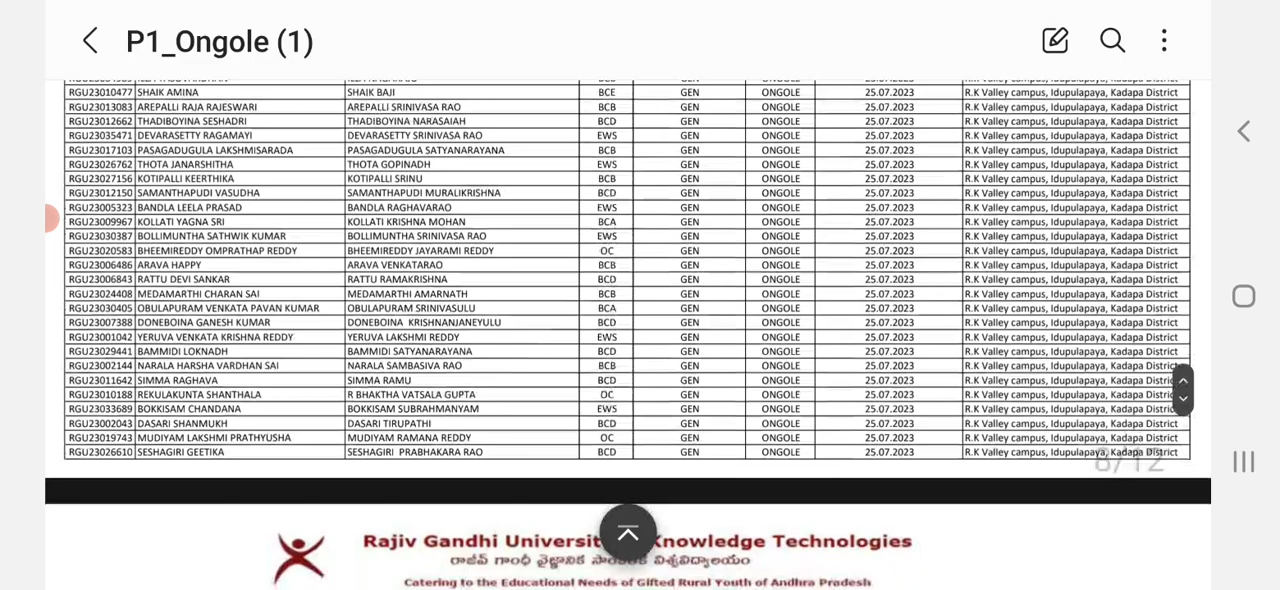 P1_Ongole (1)
RGU23010477 SHAIK AMINA SHAIK BAJI BCE GEN ONGOLE 25.07.2023 R.K Valley campus, Idupulapaya, Kadapa District
RGU23013083 AREPALLI RAJA RAJESWARI AREPALLI SRINIVASA RAO BCB GEN ONGOLE 25.07.2023 R.K Valley campus, Idupulapaya, Kadapa District
RGU23012662 THADIBOYINA SESHADRI THADIBOYINA NARASAIAH BCD GEN ONGOLE 25.07.2023 R.K Valley campus, Idupulapaya, Kadapa District
RGU23035471 DEVARASETTY RAGAMAYI DEVARASETTY SRINIVASA RAO EWS GEN ONGOLE 25.07.2023 R.K Valley campus, Idupulapaya, Kadapa District
RGU23017103 PASAGADUGULA LAKSHMISARADA PASAGADUGULA SATYANARAYANA BCB GEN ONGOLE 25.07.2023 R.K Valley campus, Idupulapaya, Kadapa District
RGU23026762 THOTA JANARSHITHA THOTA GOPINADH EWS GEN ONGOLE 25.07.2023 R.K Valley campus, Idupulapaya, Kadapa District
RGU23027156 KOTIPALLI KEERTHIKA KOTIPALLI SRINU BCB GEN ONGOLE 25.07.2023 R.K Valley campus, Idupulapaya, Kadapa District
RGU23012150 SAMANTHAPUDI VASUDHA SAMANTHAPUDI MURALIKRISHNA BCD GEN ONGOLE 25.07.2023 R.K Valley campus, Idupulapaya, Kadapa District
RGU23005323 BANDLA LEELA PRASAD BANDLA RAGHAVARAO EWS GEN ONGOLE 25.07.2023 R.K Valley campus, Idupulapaya, Kadapa District
RGU23009967 KOLLATI YAGNA SRI KOLLATI KRISHNA MOHAN BCA GEN ONGOLE 25.07.2023 R.K Valley campus, Idupulapaya, Kadapa District
RGU23030387 BOLLIMUNTHA SATHWIK KUMAR BOLLIMUNTHA SRINIVASA RAO EWS GEN ONGOLE 25.07.2023 R.K Valley campus, Idupulapaya, Kadapa District
RGU23020583 BHEEMIREDDY OMPRATHAP REDDY BHEEMIREDDY JAYARAMI REDDY OC GEN ONGOLE 25.07.2023 R.K Valley campus, Idupulapaya, Kadapa District
RGU23006486 ARAVA HAPPY ARAVA VENKATARAO BCB GEN ONGOLE 25.07.2023 R.K Valley campus, Idupulapaya, Kadapa District
RGU23006843 RATTU DEVI SANKAR RATTU RAMAKRISHNA BCD GEN ONGOLE 25.07.2023 R.K Valley campus, Idupulapaya, Kadapa District
RGU23024408 MEDAMARTHI CHARAN SAI MEDAMARTHI AMARNATH BCB GEN ONGOLE 25.07.2023 R.K Valley campus, Idupulapaya, Kadapa District
RGU23030405 OBULAPURAM VENKATA PAVAN KUMAR OBULAPURAM SRINIVASULU BCA GEN ONGOLE 25.07.2023 R.K Valley campus, Idupulapaya, Kadapa District
RGU23007388 DONEBOINA GANESH KUMAR DONEBOINA KRISHNANJANEYULU BCD GEN ONGOLE 25.07.2023 R.K Valley campus, Idupulapaya, Kadapa District
RGU23001042 YERUVA VENKATA KRISHNA REDDY YERUVA LAKSHMI REDDY EWS GEN ONGOLE 25.07.2023 R.K Valley campus, Idupulapaya, Kadapa District
RGU23029441 BAMMIDI LOKNADH BAMMIDI SATYANARAYANA BCD GEN ONGOLE 25.07.2023 R.K Valley campus, Idupulapaya, Kadapa District
RGU23002144 NARALA HARSHA VARDHAN SAI NARALA SAMBASIVA RAO BCB GEN ONGOLE 25.07.2023 R.K Valley campus, Idupulapaya, Kadapa District
RGU23011642 SIMMA RAGHAVA SIMMA RAMU BCD GEN ONGOLE 25.07.2023 R.K Valley campus, Idupulapaya, Kadapa
RGU23010188 REKULAKUNTA SHANTHALA R BHAKTHA VATSALA GUPTA OC GEN ONGOLE 25.07.2023 R.K Valley campus, Idupulapaya, Kadapa
RGU23033689 BOKKISAM CHANDANA BOKKISAM SUBRAHMANYAM EWS GEN ONGOLE 25.07.2023 R.K Valley campus, Idupulapaya, Kadapa
RGU23002043 DASARI SHANMUKH DASARI TIRUPATHI BCD GEN ONGOLE 25.07.2023 R.K Valley campus, Idupulapaya, Kadapa District
RGU23019743 MUDIYAM LAKSHMI PRATHYUSHA MUDIYAM RAMANA REDDY OC GEN ONGOLE 25.07.2023 R.K Valley campus, Idupulapaya, Kadapa District
RGU23026610 SESHAGIRI GEETIKA SESHAGIRI PRABHAKARA RAO BCD GEN ONGOLE 25.07.2023 R.K Valley campus, Idupulapaya, Kadapa District
8/12
Rajiv Gandhi Knowledge Technologies
రాజీవ్ గాంధీ వైజ్ఞానిక విశ్వవిద్యాలయం
Catering to the Educational Needs of Gifted Rural Youth of Andhra Pradesh